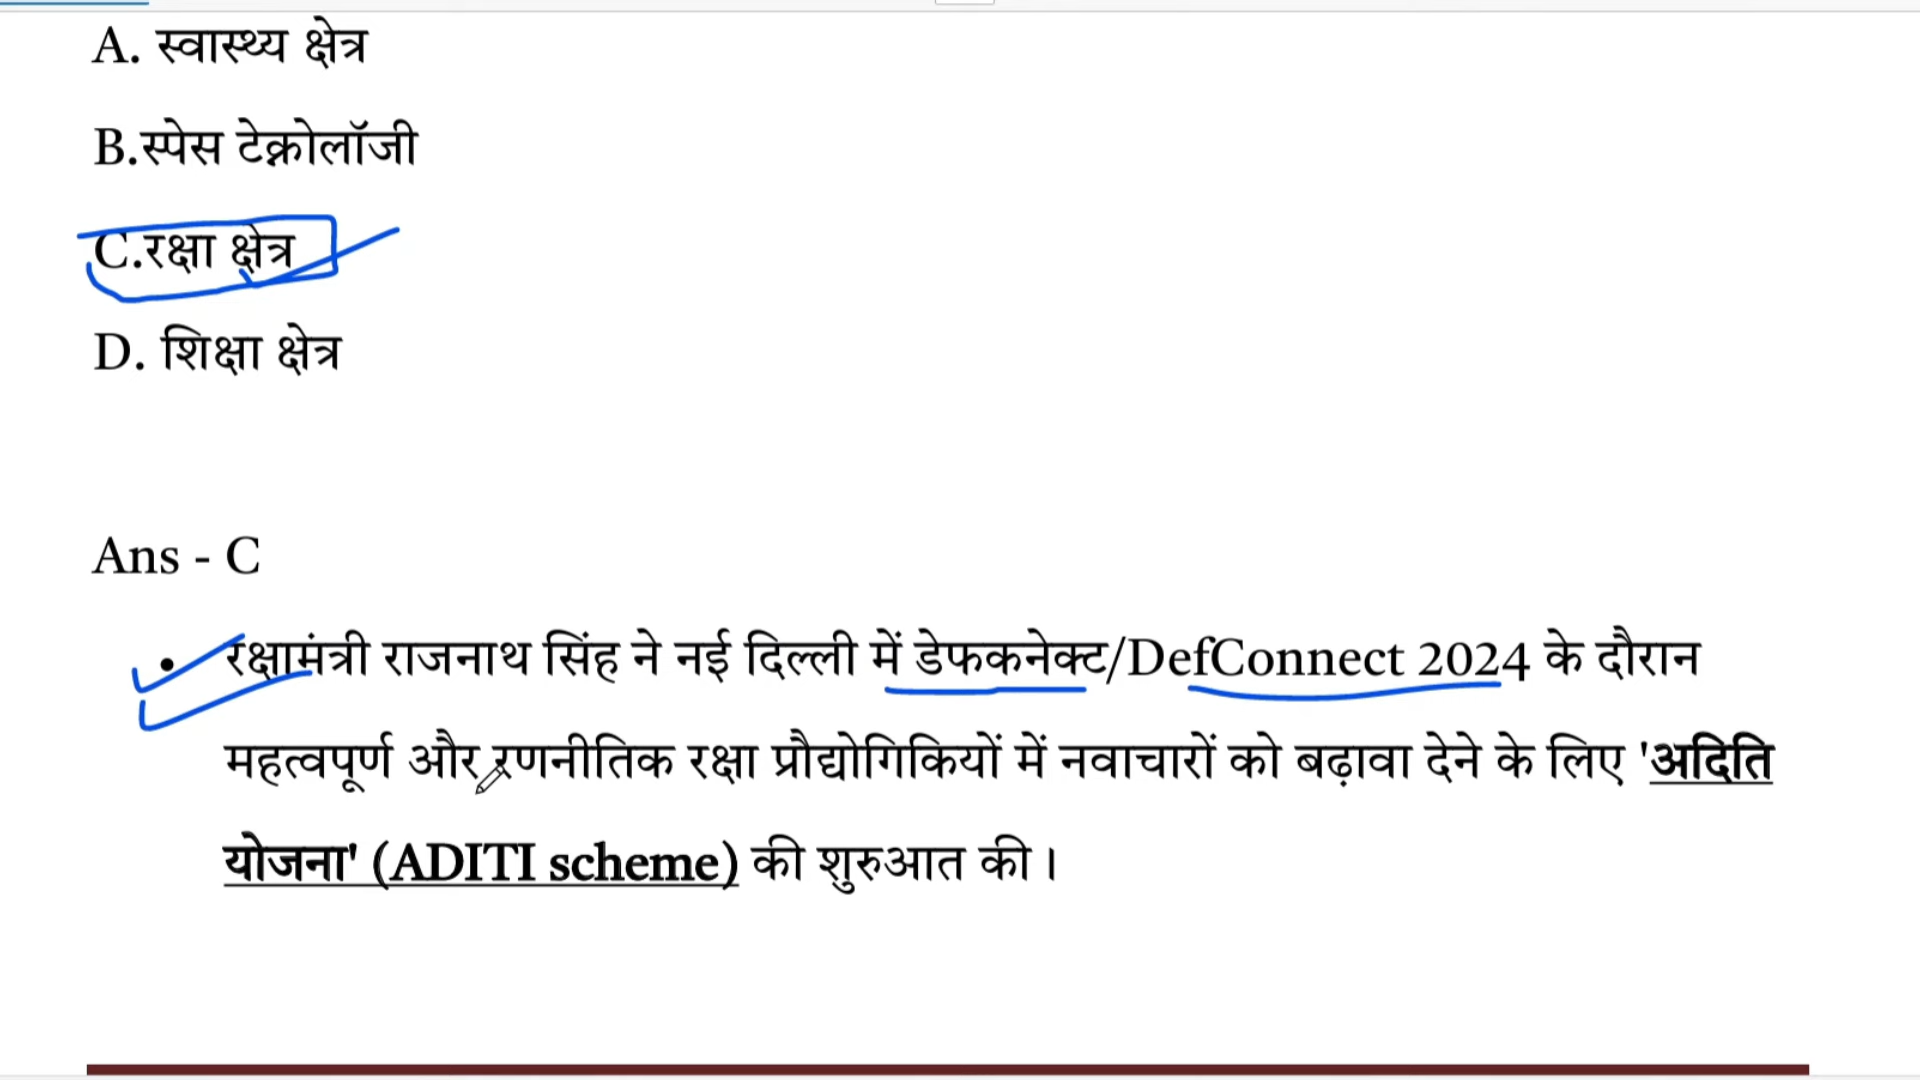 A. स्वास्थ्य क्षेत्र
B.स्पेस टेक्नोलॉजी
C.रक्षा क्षेत्र
D. शिक्षा क्षेत्र
Ans - C
• रक्षामंत्री राजनाथ सिंह ने नई दिल्ली में डेफकनेक्ट/DefConnect 2024 के दौरान
महत्वपूर्ण और रणनीतिक रक्षा प्रौद्योगिकियों में नवाचारों को बढ़ावा देने के लिए 'अदिति
योजना' (ADITI scheme) की शुरुआत की।